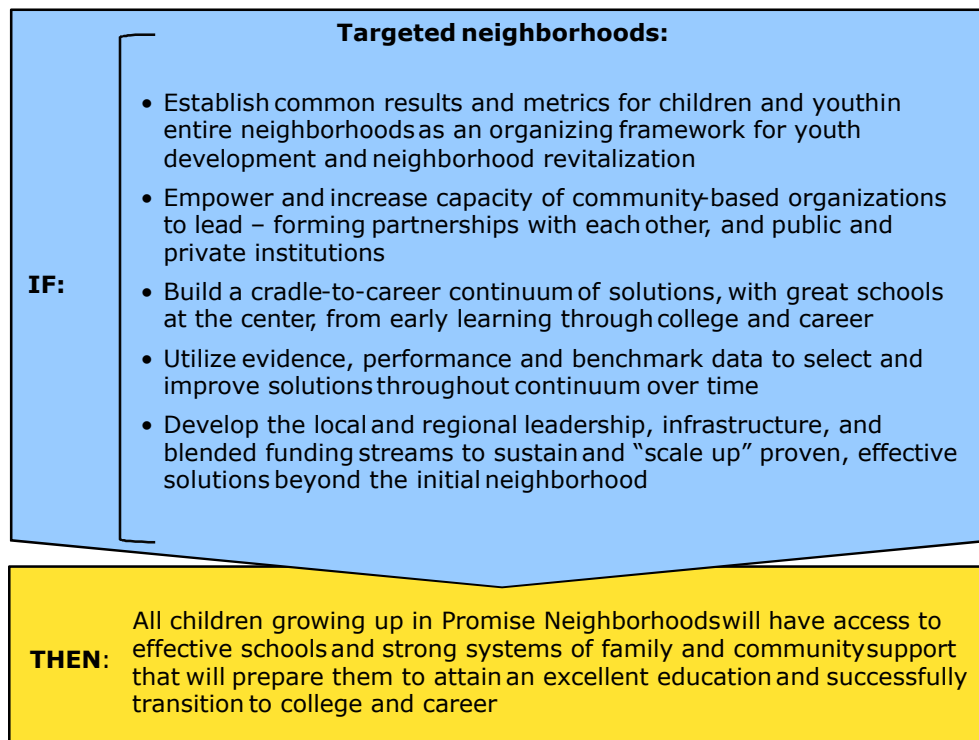 Targeted neighborhoods:
• Establish common results and metrics for children and youthin
entire neighborhoods as an organizing framework for youth
development and neighborhood revitalization
• Empower and increase capacity of community-based organizations
to lead – forming partnerships with each other, and public and
private institutions
IF:
• Build a cradle-to-career continuum of solutions, with great schools
at the center, from early learning through college and career
• Utilize evidence, performance and benchmark data to select and
improve solutions throughout continuum over time
• Develop the local and regional leadership, infrastructure, and
blended funding streams to sustain and “scale up” proven, effective
solutions beyond the initial neighborhood
THEN:
All children growing up in Promise Neighborhoods will have access to
effective schools and strong systems of family and community support
that will prepare them to attain an excellent education and successfully
transition to college and career